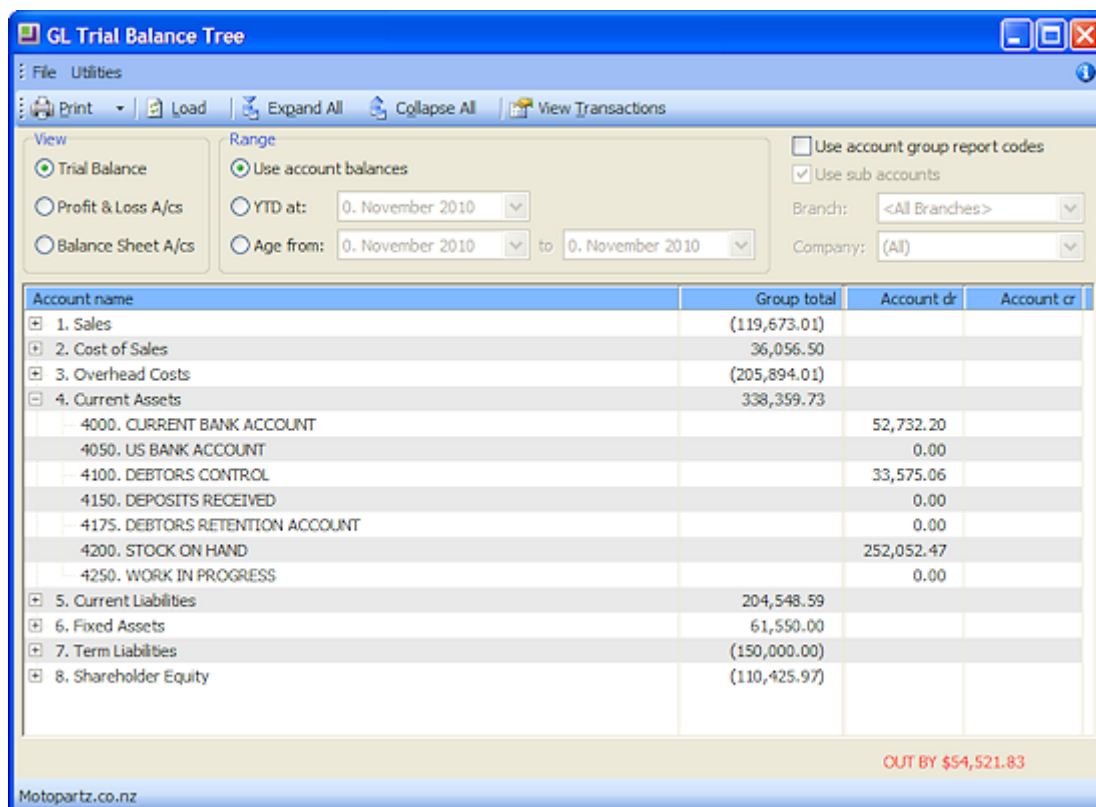 GL Trial Balance Tree
File Utilities
Print Load Expand All Collapse All View Transactions
View Range Use account group report codes
Trial Balance Use account balances Use sub accounts
Profit & Loss A/cs YTD at: 0. November 2010 Branch: <All Branches>
Balance Sheet A/cs Age from: 0. November 2010 to 0. November 2010 Company: (All)
Account name Group total Account dr Account cr
1. Sales (119,673.01)
2. Cost of Sales 36,056.50
3. Overhead Costs (205,894.01)
4. Current Assets 338,359.73
4000. CURRENT BANK ACCOUNT 52,732.20
4050. US BANK ACCOUNT 0.00
4100. DEBTORS CONTROL 33,575.06
4150. DEPOSITS RECEIVED 0.00
4175. DEBTORS RETENTION ACCOUNT 0.00
4200. STOCK ON HAND 252,052.47
4250. WORK IN PROGRESS 0.00
5. Current Liabilities 204,548.59
6. Fixed Assets 61,550.00
7. Term Liabilities (150,000.00)
8. Shareholder Equity (110,425.97)
OUT BY $54,521.83
Motopartz.co.nz